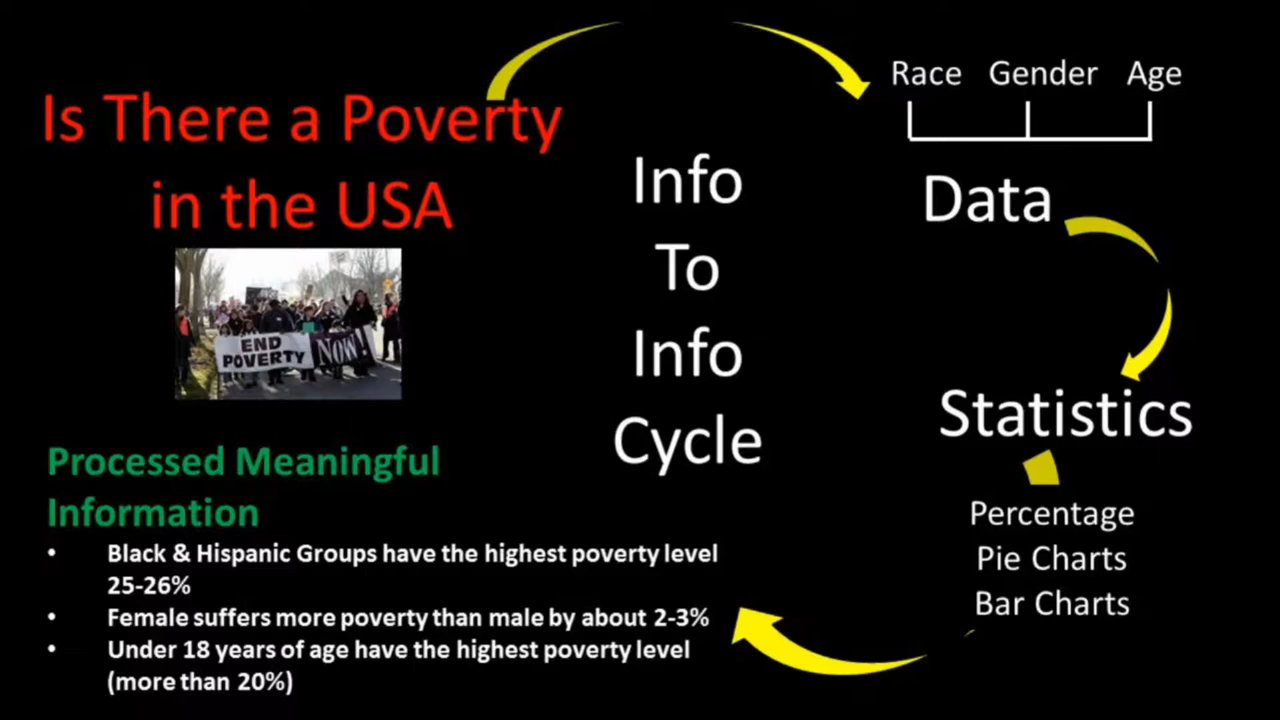 Is There a Poverty
in the USA
END
POVERTY
NOW!
Info
To
Info
Cycle
Race Gender Age
Data
Statistics
Percentage
Pie Charts
Bar Charts
Processed Meaningful
Information
• Black & Hispanic Groups have the highest poverty level
25-26%
• Female suffers more poverty than male by about 2-3%
• Under 18 years of age have the highest poverty level
(more than 20%)